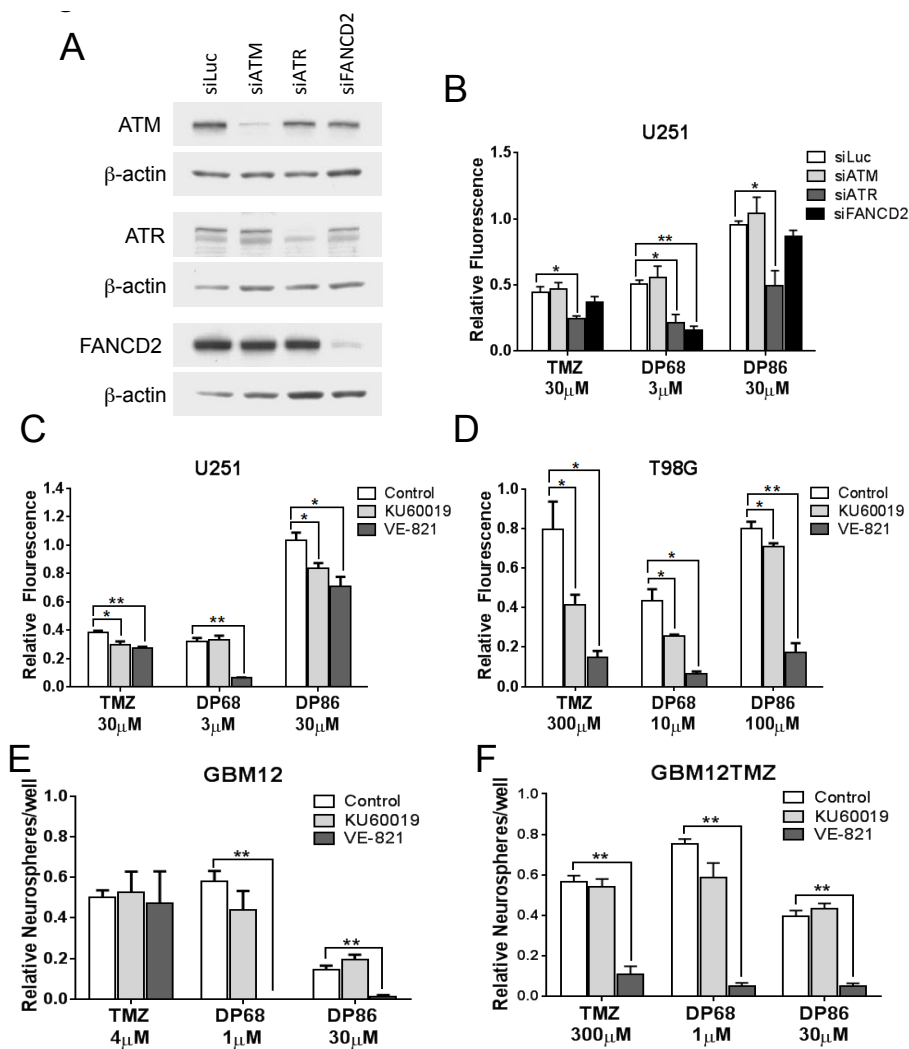 A
siLuc
siATM
siATR
siFANCD2
ATM
β-actin
ATR
β-actin
FANCD2
β-actin
B
U251
Relative Fluorescence
1.5
1.0
0.5
0.0
* * ** *
siLuc
siATM
siATR
siFANCD2
TMZ DP68 DP86
30μM 3μM 30μM
C
U251
Relative Flourescence
1.4
1.2
1.0
0.8
0.6
0.4
0.2
0.0
* ** ** * *
Control
KU60019
VE-821
TMZ DP68 DP86
30μM 3μM 30μM
D
T98G
Relative Flourescence
1.0
0.8
0.6
0.4
0.2
0.0
* * * * * **
Control
KU60019
VE-821
TMZ DP68 DP86
300μM 10μM 100μM
E
GBM12
Relative Neurospheres/well
1.0
0.8
0.6
0.4
0.2
0.0
** **
Control
KU60019
VE-821
TMZ DP68 DP86
4μM 1μM 30μM
F
GBM12TMZ
Relative Neurospheres/well
1.0
0.8
0.6
0.4
0.2
0.0
** ** **
Control
KU60019
VE-821
TMZ DP68 DP86
300μM 1μM 30μM